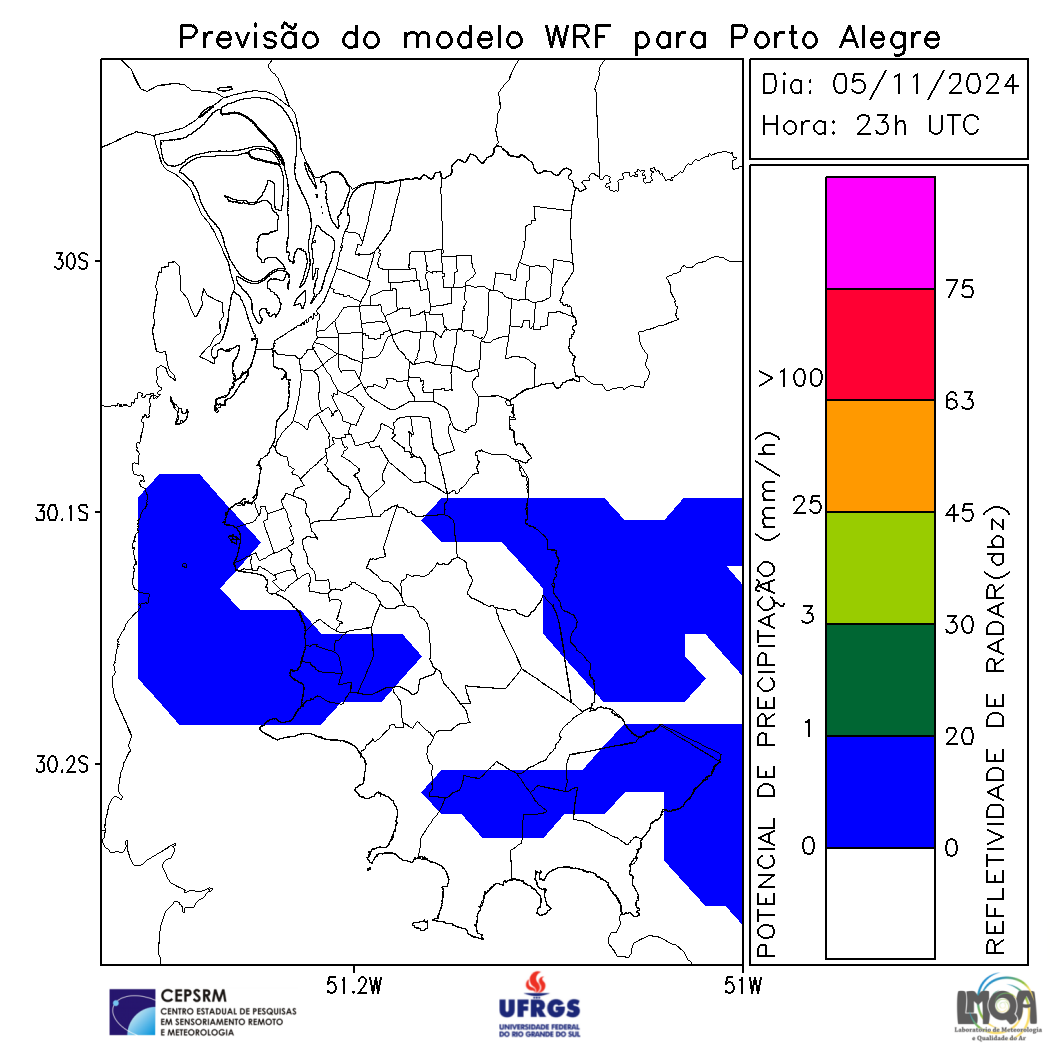 Previsão do modelo WRF para Porto Alegre
Dia: 05/11/2024
Hora: 23h UTC
30S
30.1S
30.2S
51.2W
51W
POTENCIAL DE PRECIPITAÇÃO (mm/h)
>100
25
3
1
0
75
63
45
30
20
0
REFLETIVIDADE DE RADAR(dbz)
CEPSRM
CENTRO ESTADUAL DE PESQUISAS
EM SENSORIAMENTO REMOTO
E METEOROLOGIA
UFRGS
UNIVERSIDADE FEDERAL
DO RIO GRANDE DO SUL
LMQA
Laboratório de Meteorologia
e Qualidade do Ar